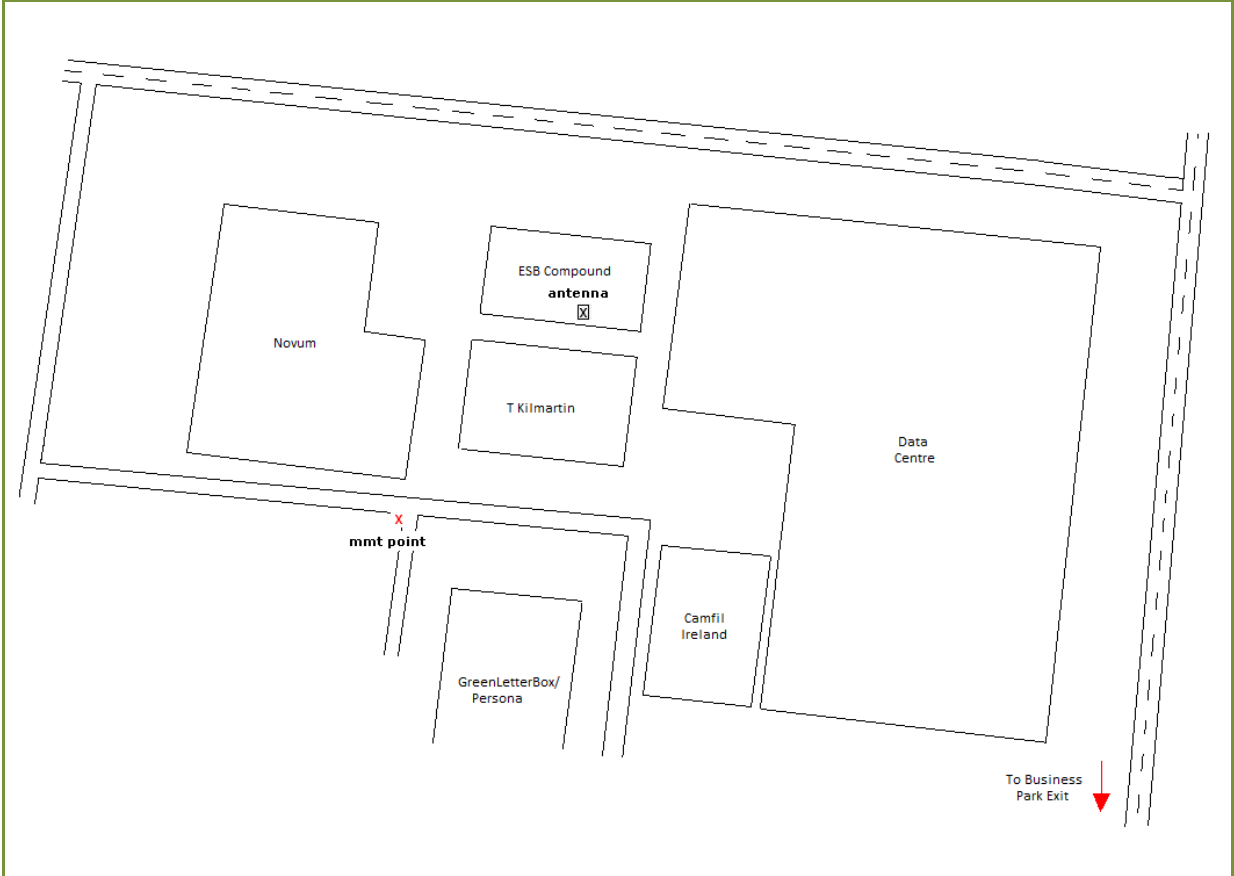 ESB Compound
antenna
X
Novum
T Kilmartin
Data
Centre
X
mmt point
Camfil
Ireland
GreenLetterBox/
Persona
To Business
Park Exit